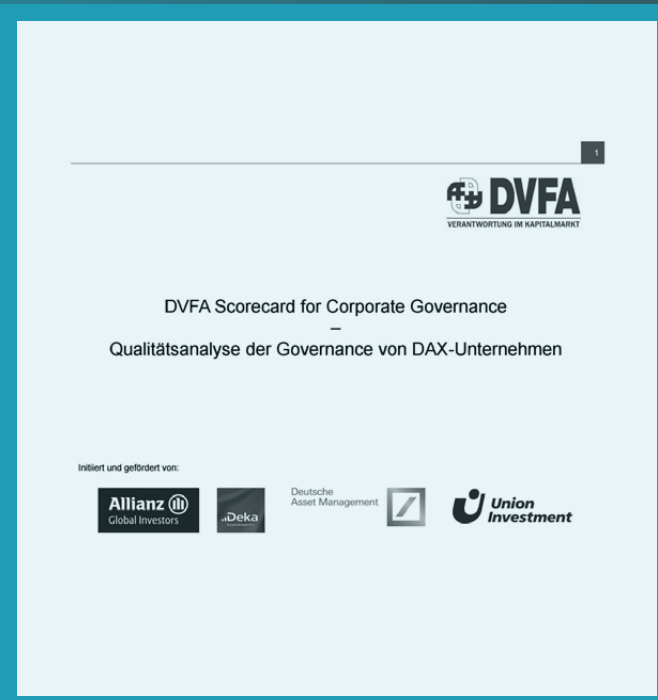 1
DVFA
VERANTWORTUNG IM KAPITALMARKT
DVFA Scorecard for Corporate Governance
–
Qualitätsanalyse der Governance von DAX-Unternehmen
Initiiert und gefördert von:
Allianz
Global Investors
Deka
Deutsche
Asset Management
Union
Investment